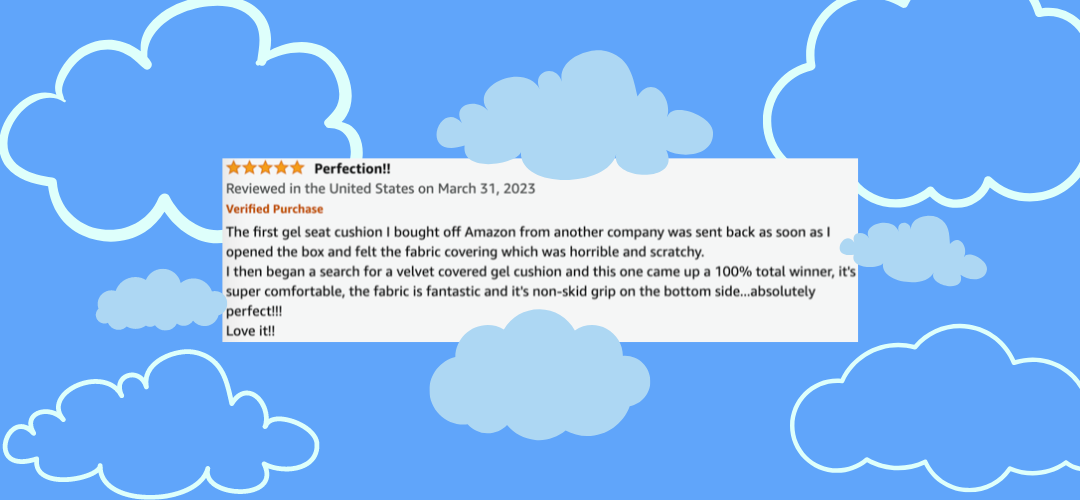 Perfection!!
Reviewed in the United States on March 31, 2023
Verified Purchase
The first gel seat cushion I bought off Amazon from another company was sent back as soon as I
opened the box and felt the fabric covering which was horrible and scratchy.
I then began a search for a velvet covered gel cushion and this one came up a 100% total winner, it's
super comfortable, the fabric is fantastic and it's non-skid grip on the bottom side...absolutely
perfect!!!
Love it!!